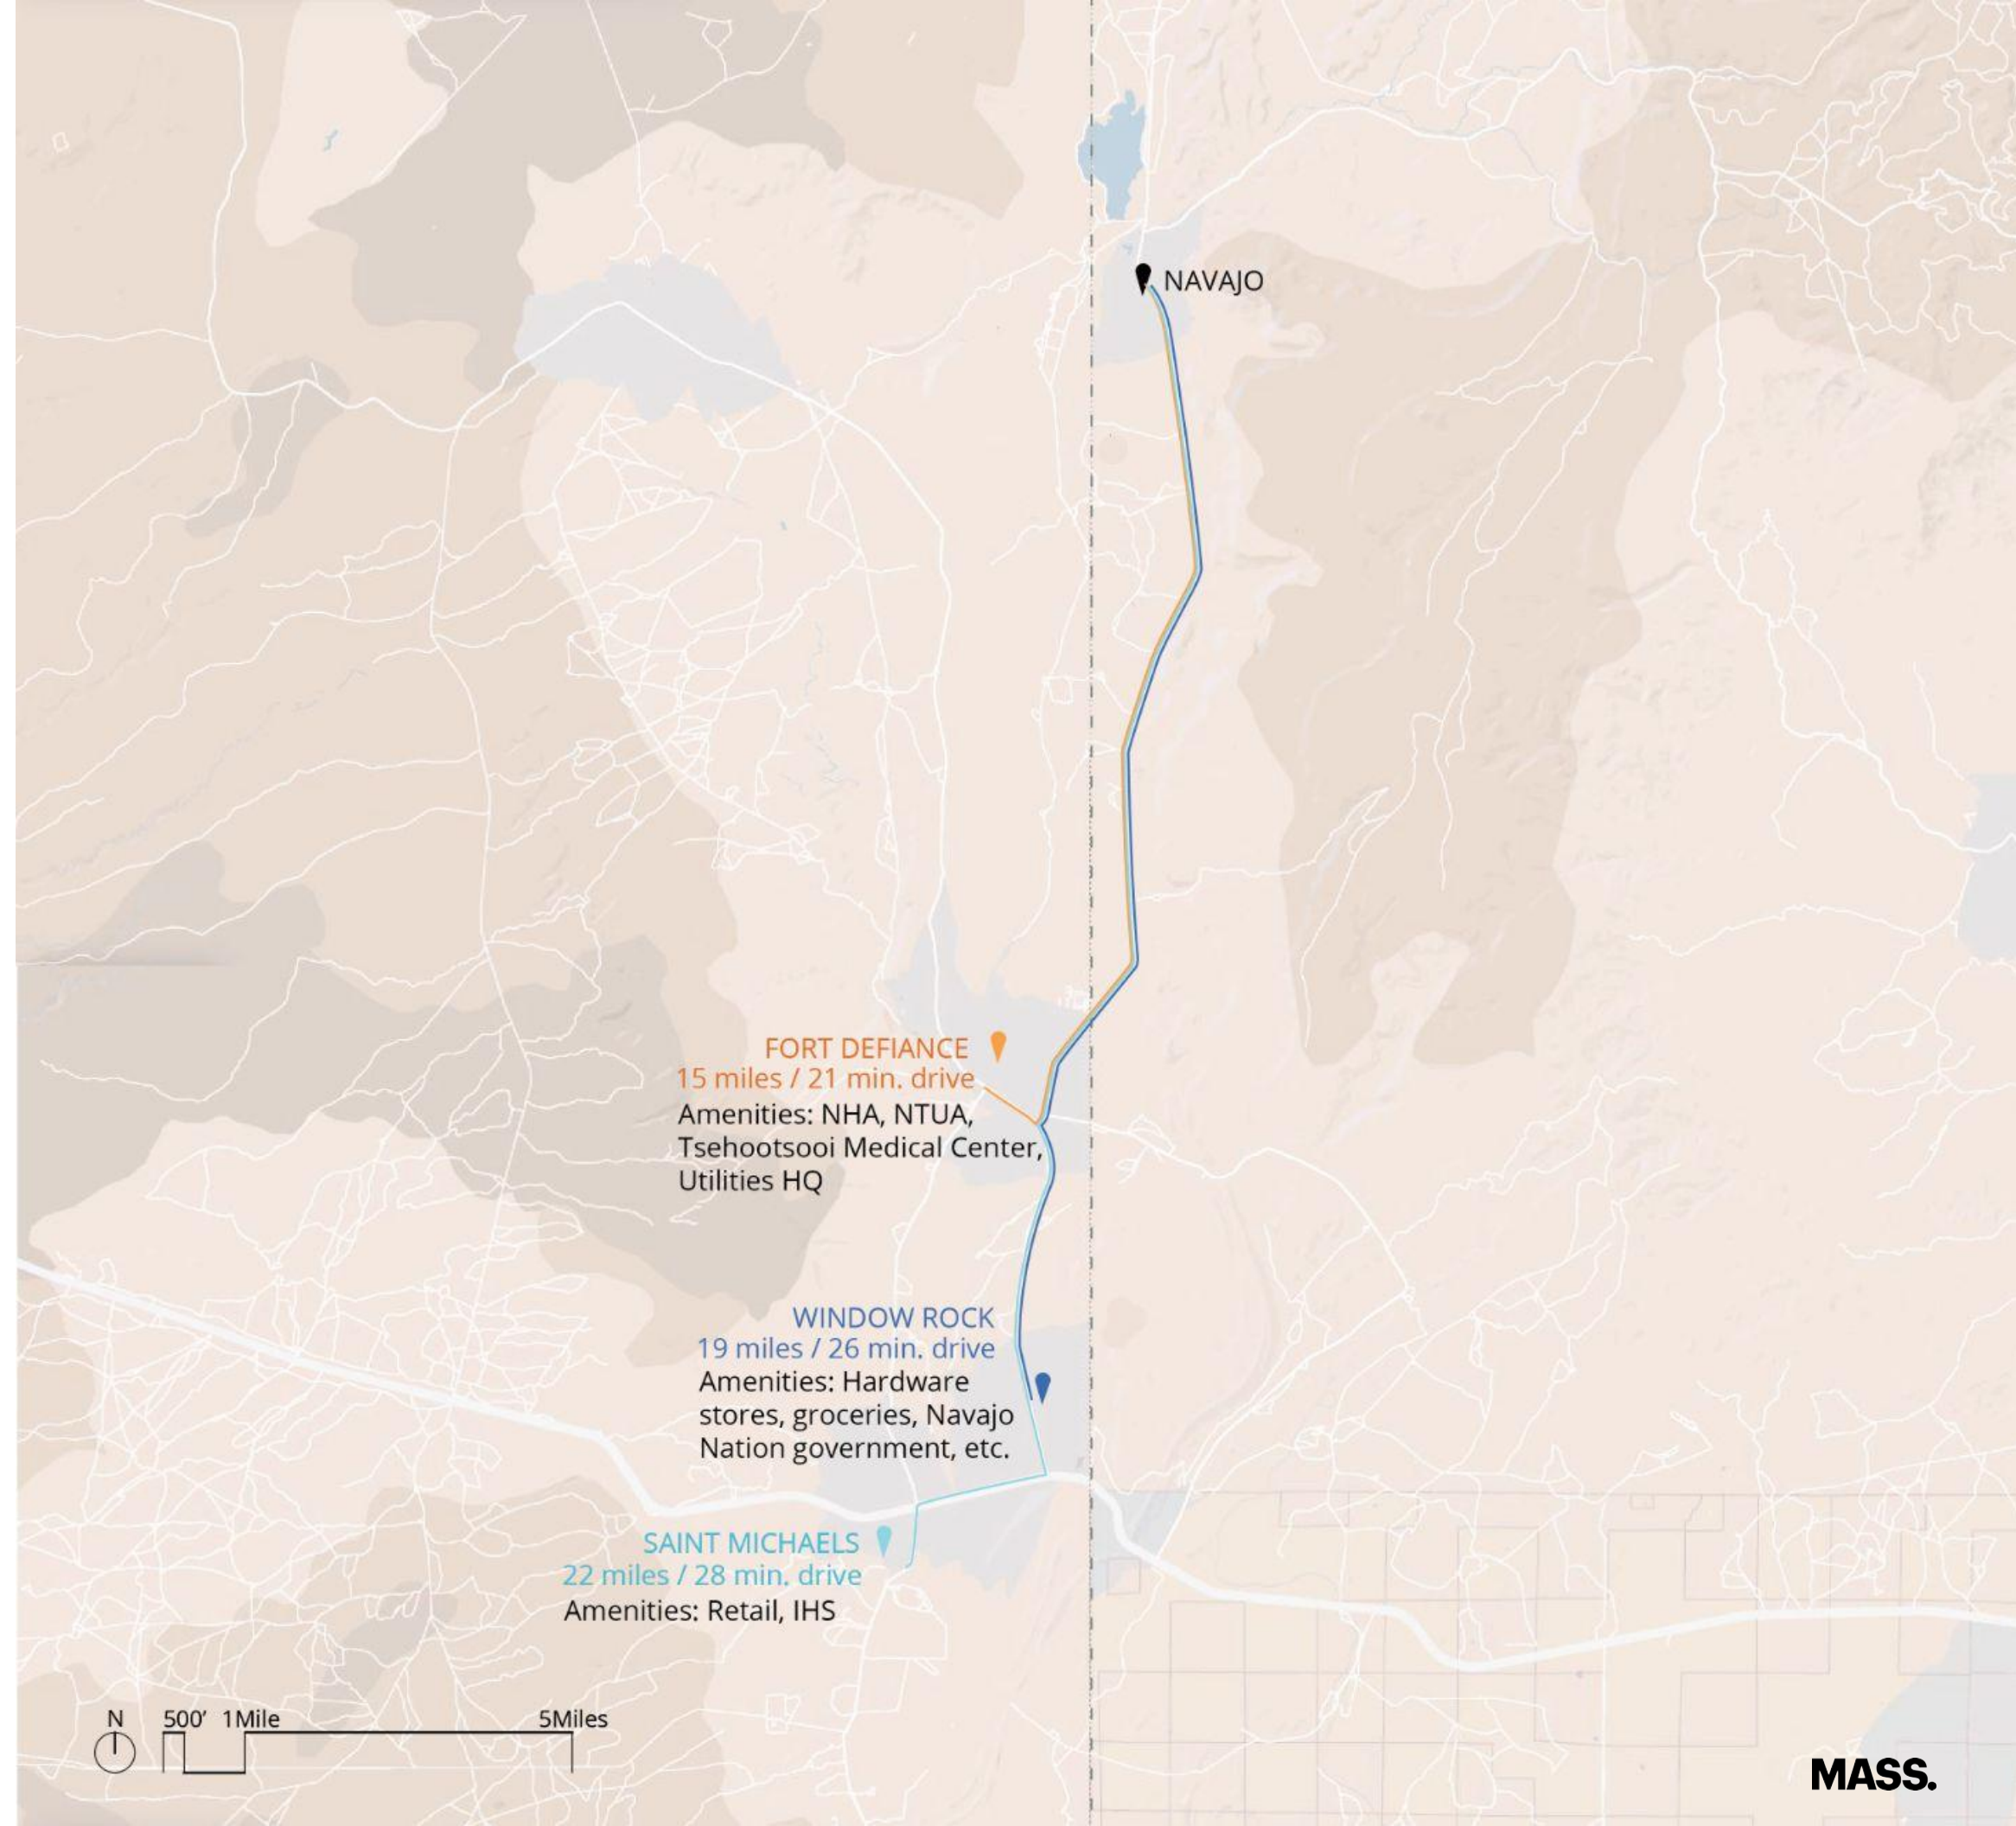 NAVAJO
FORT DEFIANCE
15 miles / 21 min. drive
Amenities: NHA, NTUA,
Tsehootsooi Medical Center,
Utilities HQ
WINDOW ROCK
19 miles / 26 min. drive
Amenities: Hardware
stores, groceries, Navajo
Nation government, etc.
SAINT MICHAELS
22 miles / 28 min. drive
Amenities: Retail, IHS
N 500’ 1Mile 5Miles
MASS.